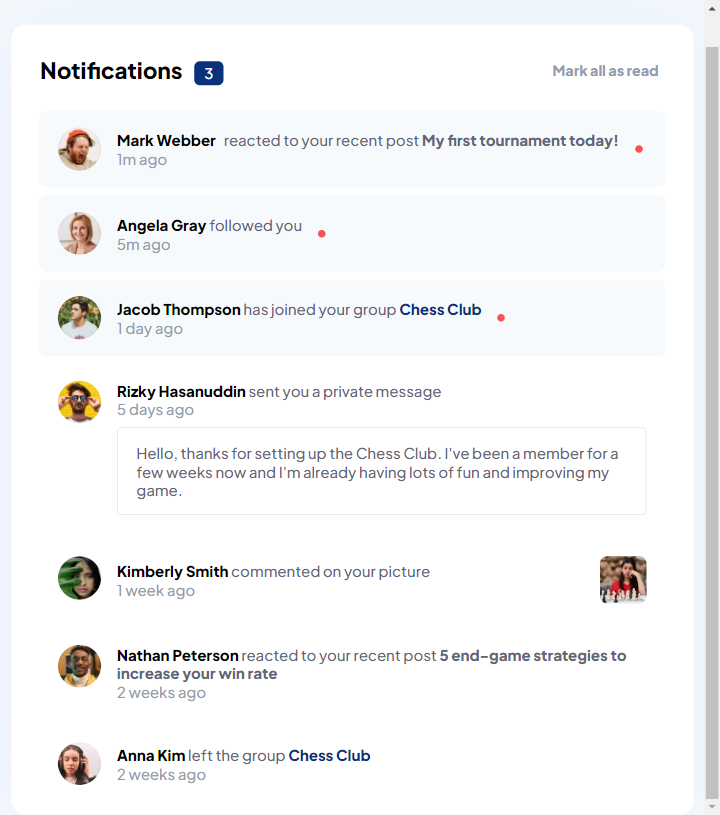 Notifications 3 Mark all as read
Mark Webber reacted to your recent post My first tournament today!
1m ago
Angela Gray followed you
5m ago
Jacob Thompson has joined your group Chess Club
1 day ago
Rizky Hasanuddin sent you a private message
5 days ago
Hello, thanks for setting up the Chess Club. I've been a member for a
few weeks now and I'm already having lots of fun and improving my
game.
Kimberly Smith commented on your picture
1 week ago
Nathan Peterson reacted to your recent post 5 end-game strategies to
increase your win rate
2 weeks ago
Anna Kim left the group Chess Club
2 weeks ago